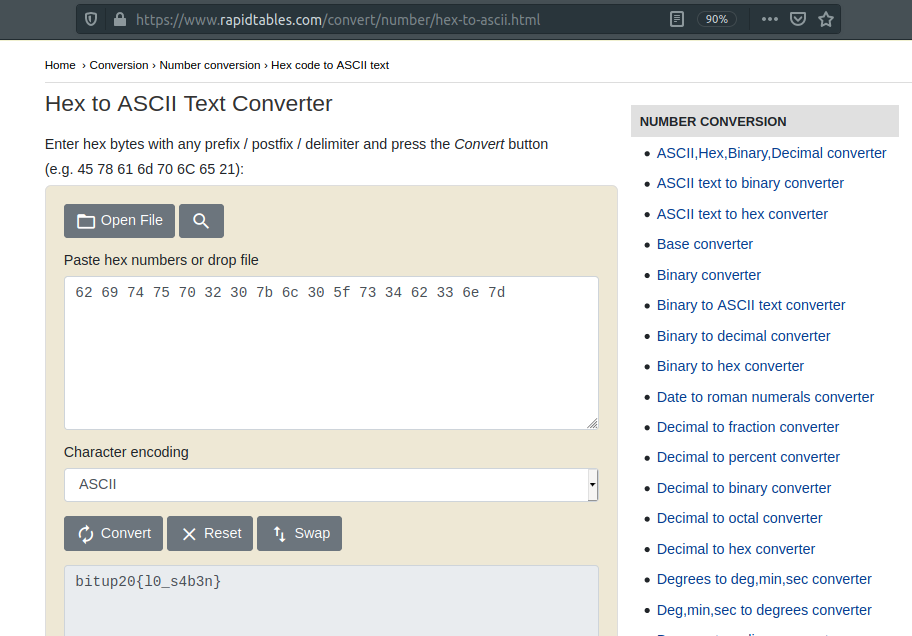 https://www.rapidtables.com/convert/number/hex-to-ascii.html
90%
Home › Conversion › Number conversion › Hex code to ASCII text
Hex to ASCII Text Converter
Enter hex bytes with any prefix / postfix / delimiter and press the Convert button
(e.g. 45 78 61 6d 70 6C 65 21):
Open File
Paste hex numbers or drop file
62 69 74 75 70 32 30 7b 6c 30 5f 73 34 62 33 6e 7d
Character encoding
ASCII
Convert
Reset
Swap
bitup20{l0_s4b3n}
NUMBER CONVERSION
ASCII,Hex,Binary,Decimal converter
ASCII text to binary converter
ASCII text to hex converter
Base converter
Binary converter
Binary to ASCII text converter
Binary to decimal converter
Binary to hex converter
Date to roman numerals converter
Decimal to fraction converter
Decimal to percent converter
Decimal to binary converter
Decimal to octal converter
Decimal to hex converter
Degrees to deg,min,sec converter
Deg,min,sec to degrees converter